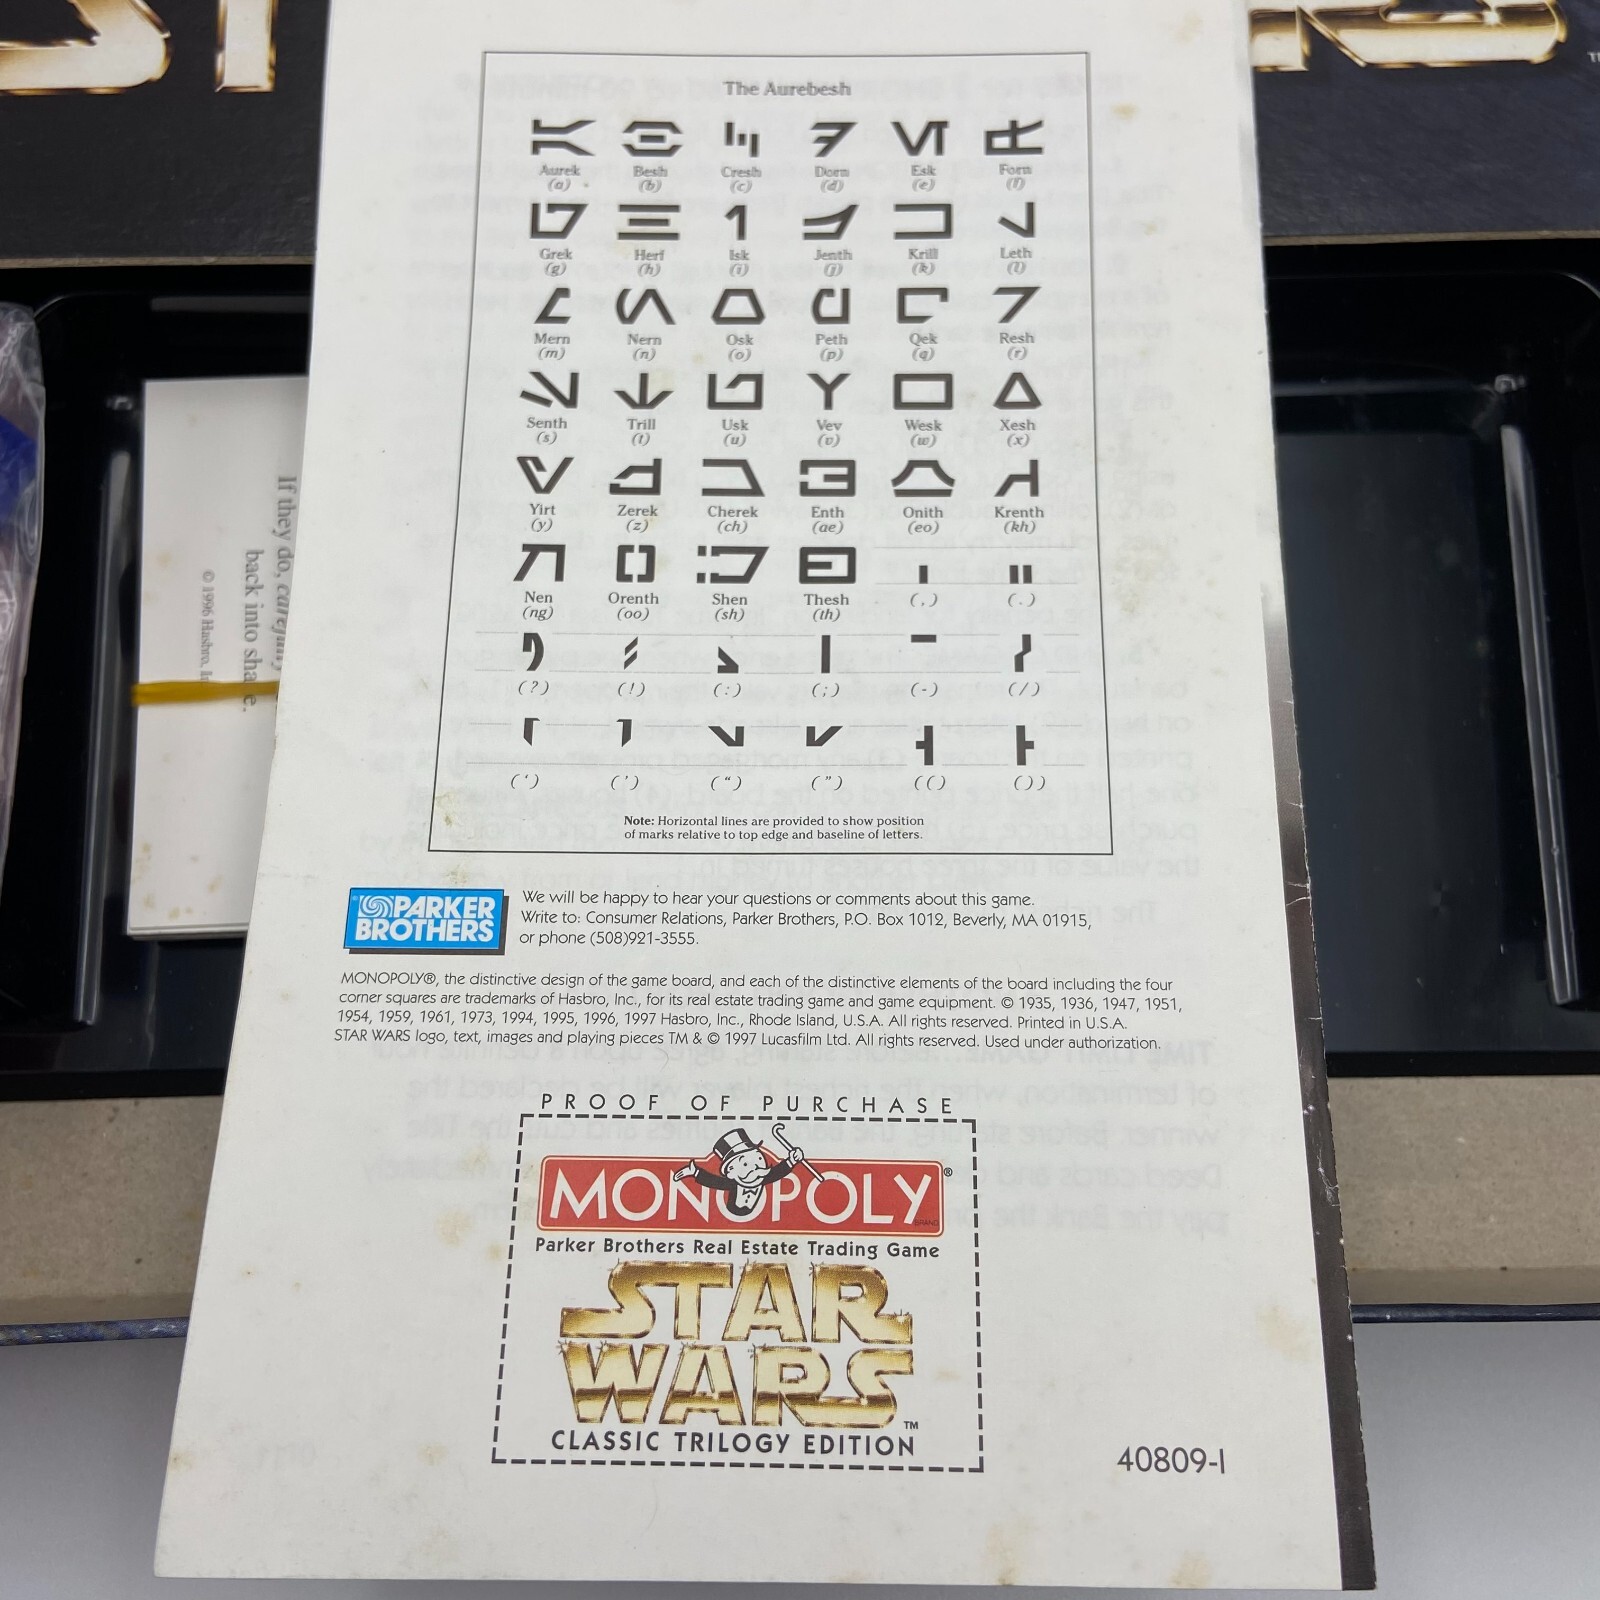 The Aurebesh
Aurek Besh Cresh Dorn Esk Forn
(a) (b) (c) (d) (e) (f)
Grek Herf Isk Jenth Krill Leth
(g) (h) (i) (j) (k) (l)
Mern Nern Osk Peth Qek Resh
(m) (n) (o) (p) (q) (r)
Senth Trill Usk Vev Wesk Xesh
(s) (t) (u) (v) (w) (x)
Yirt Zerek Cherek Enth Onith Krenth
(y) (z) (ch) (ae) (eo) (kh)
Nen Orenth Shen Thesh (,) (.)
(ng) (oo) (sh) (th)
(?) (!) (:) (;) (-) (/)
(‘) (’) (“) (”) (() ())
Note: Horizontal lines are provided to show position
of marks relative to top edge and baseline of letters.
PARKER
BROTHERS
We will be happy to hear your questions or comments about this game.
Write to: Consumer Relations, Parker Brothers, P.O. Box 1012, Beverly, MA 01915,
or phone (508)921-3555.
MONOPOLY®, the distinctive design of the game board, and each of the distinctive elements of the board including the four
corner squares are trademarks of Hasbro, Inc., for its real estate trading game and game equipment. © 1935, 1936, 1947, 1951,
1954, 1959, 1961, 1973, 1994, 1995, 1996, 1997 Hasbro, Inc., Rhode Island, U.S.A. All rights reserved. Printed in U.S.A.
STAR WARS logo, text, images and playing pieces TM & © 1997 Lucasfilm Ltd. All rights reserved. Used under authorization.
PROOF OF PURCHASE
MONOPOLY®
BRAND
Parker Brothers Real Estate Trading Game
STAR
WARS™
CLASSIC TRILOGY EDITION
40809-I
If they do,
back into
© 1996 Hasbro,